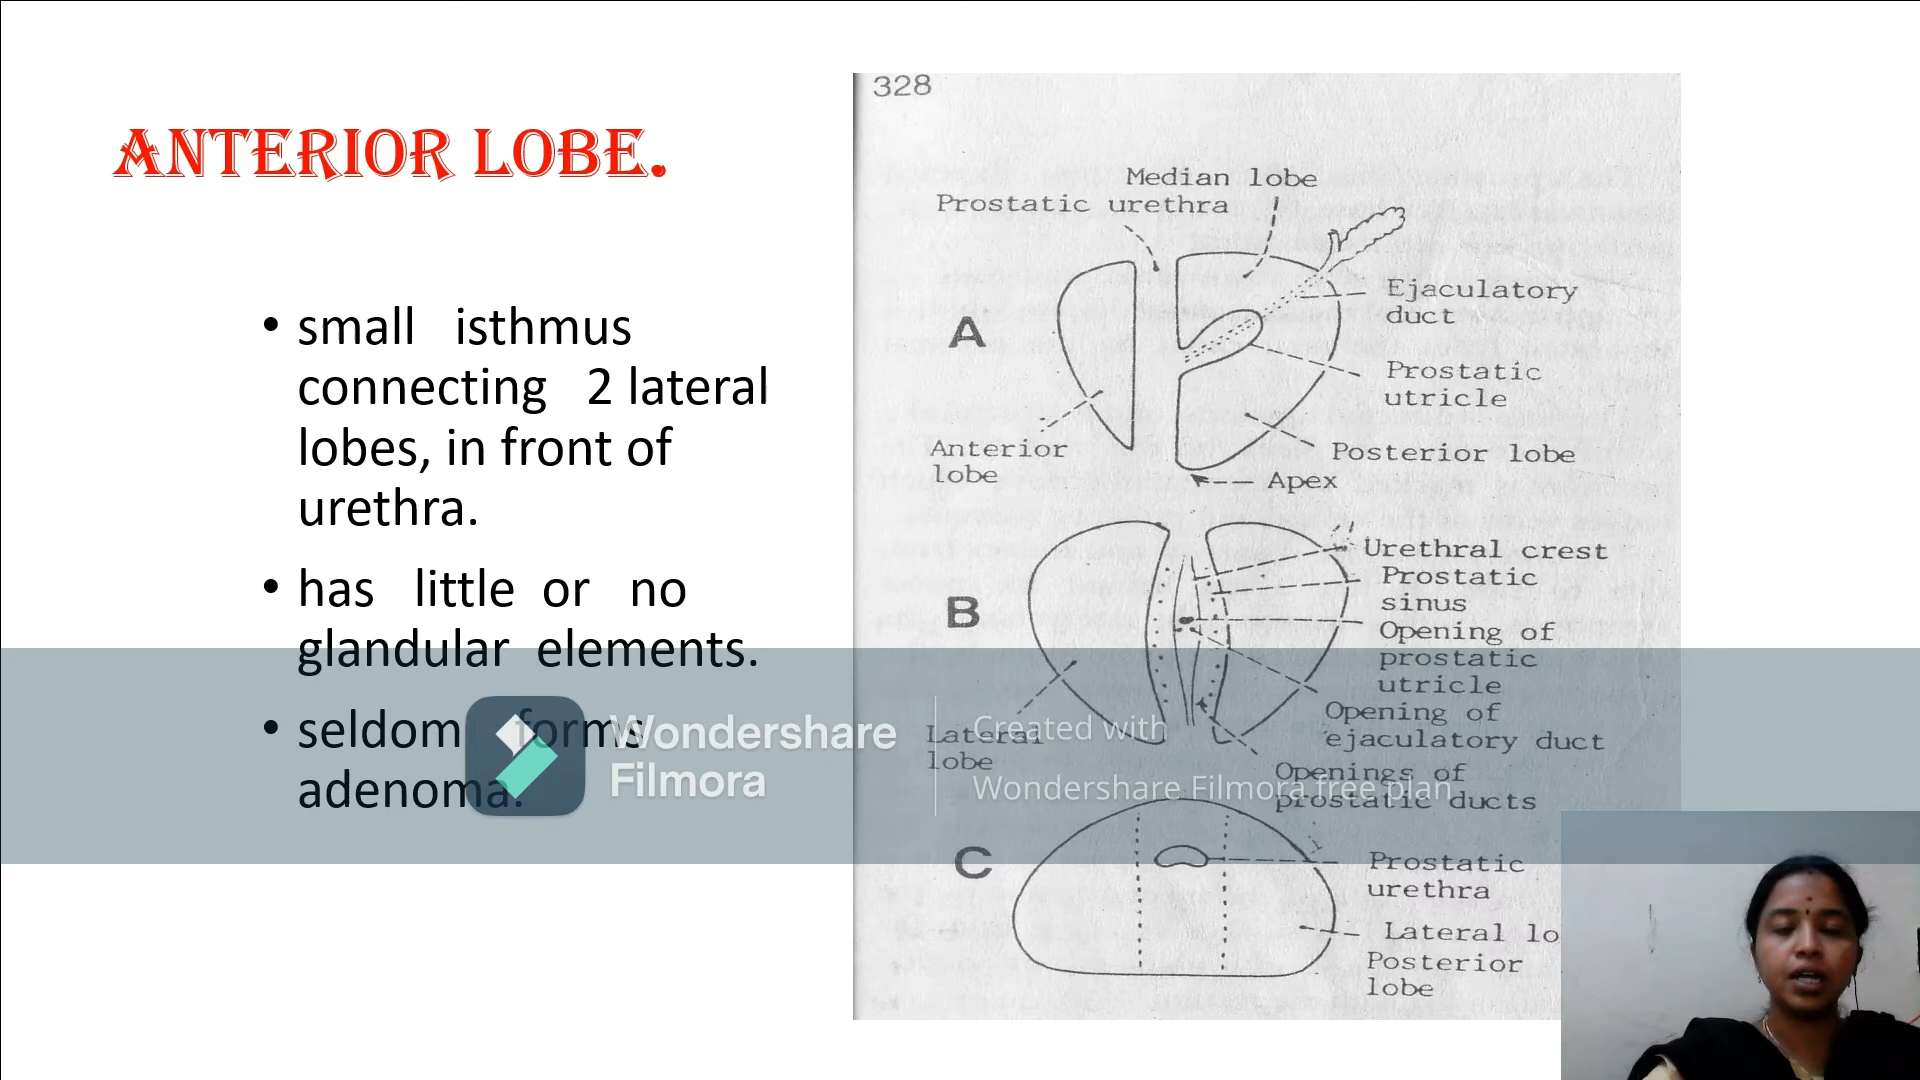 ANTERIOR LOBE.
• small isthmus
connecting 2 lateral
lobes, in front of
urethra.
• has little or no
glandular elements.
• seldom forms
adenoma.
328
Median lobe
Prostatic urethra
Ejaculatory
duct
A
Prostatic
utricle
Anterior
lobe
Posterior lobe
Apex
Urethral crest
Prostatic
sinus
B
Opening of
prostatic
utricle
Opening of
ejaculatory duct
Lateral
lobe
Openings of
prostatic ducts
C
Prostatic
urethra
Lateral lo
Posterior
lobe
Wondershare
Filmora
Created with
Wondershare Filmora free plan